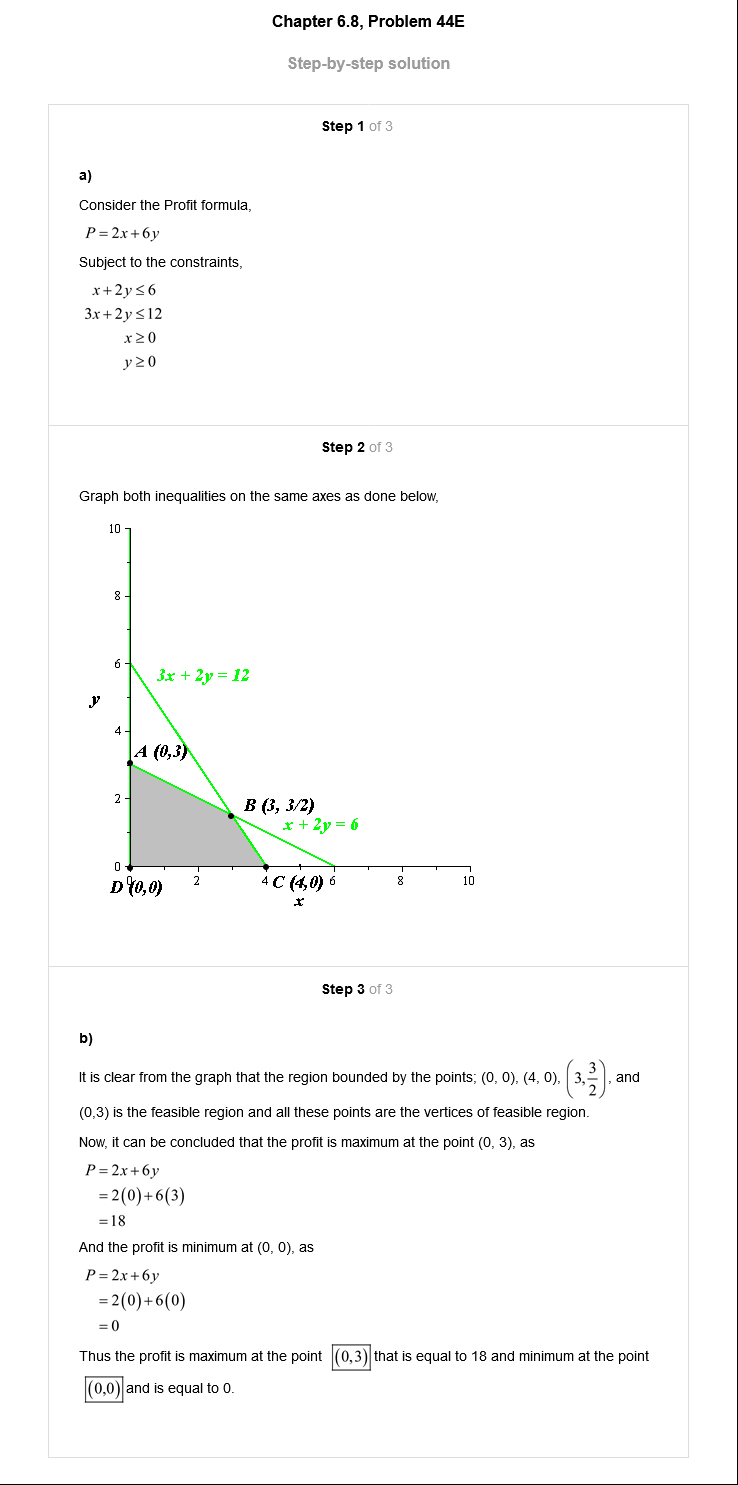 Chapter 6.8, Problem 44E
Step-by-step solution
Step 1 of 3
a)
Consider the Profit formula,
P = 2x + 6y
Subject to the constraints,
x + 2y ≤ 6
3x + 2y ≤ 12
x ≥ 0
y ≥ 0
Step 2 of 3
Graph both inequalities on the same axes as done below,
10
8
6
3x + 2y = 12
y
4
A (0,3)
2
B (3, 3/2)
x + 2y = 6
0
0 2 4 6 8 10
D (0,0)
C (4,0)
x
Step 3 of 3
b)
It is clear from the graph that the region bounded by the points; (0, 0), (4, 0), (3, 3/2), and
(0,3) is the feasible region and all these points are the vertices of feasible region.
Now, it can be concluded that the profit is maximum at the point (0, 3), as
P = 2x + 6y
= 2(0) + 6(3)
= 18
And the profit is minimum at (0, 0), as
P = 2x + 6y
= 2(0) + 6(0)
= 0
Thus the profit is maximum at the point (0,3) that is equal to 18 and minimum at the point
(0,0) and is equal to 0.